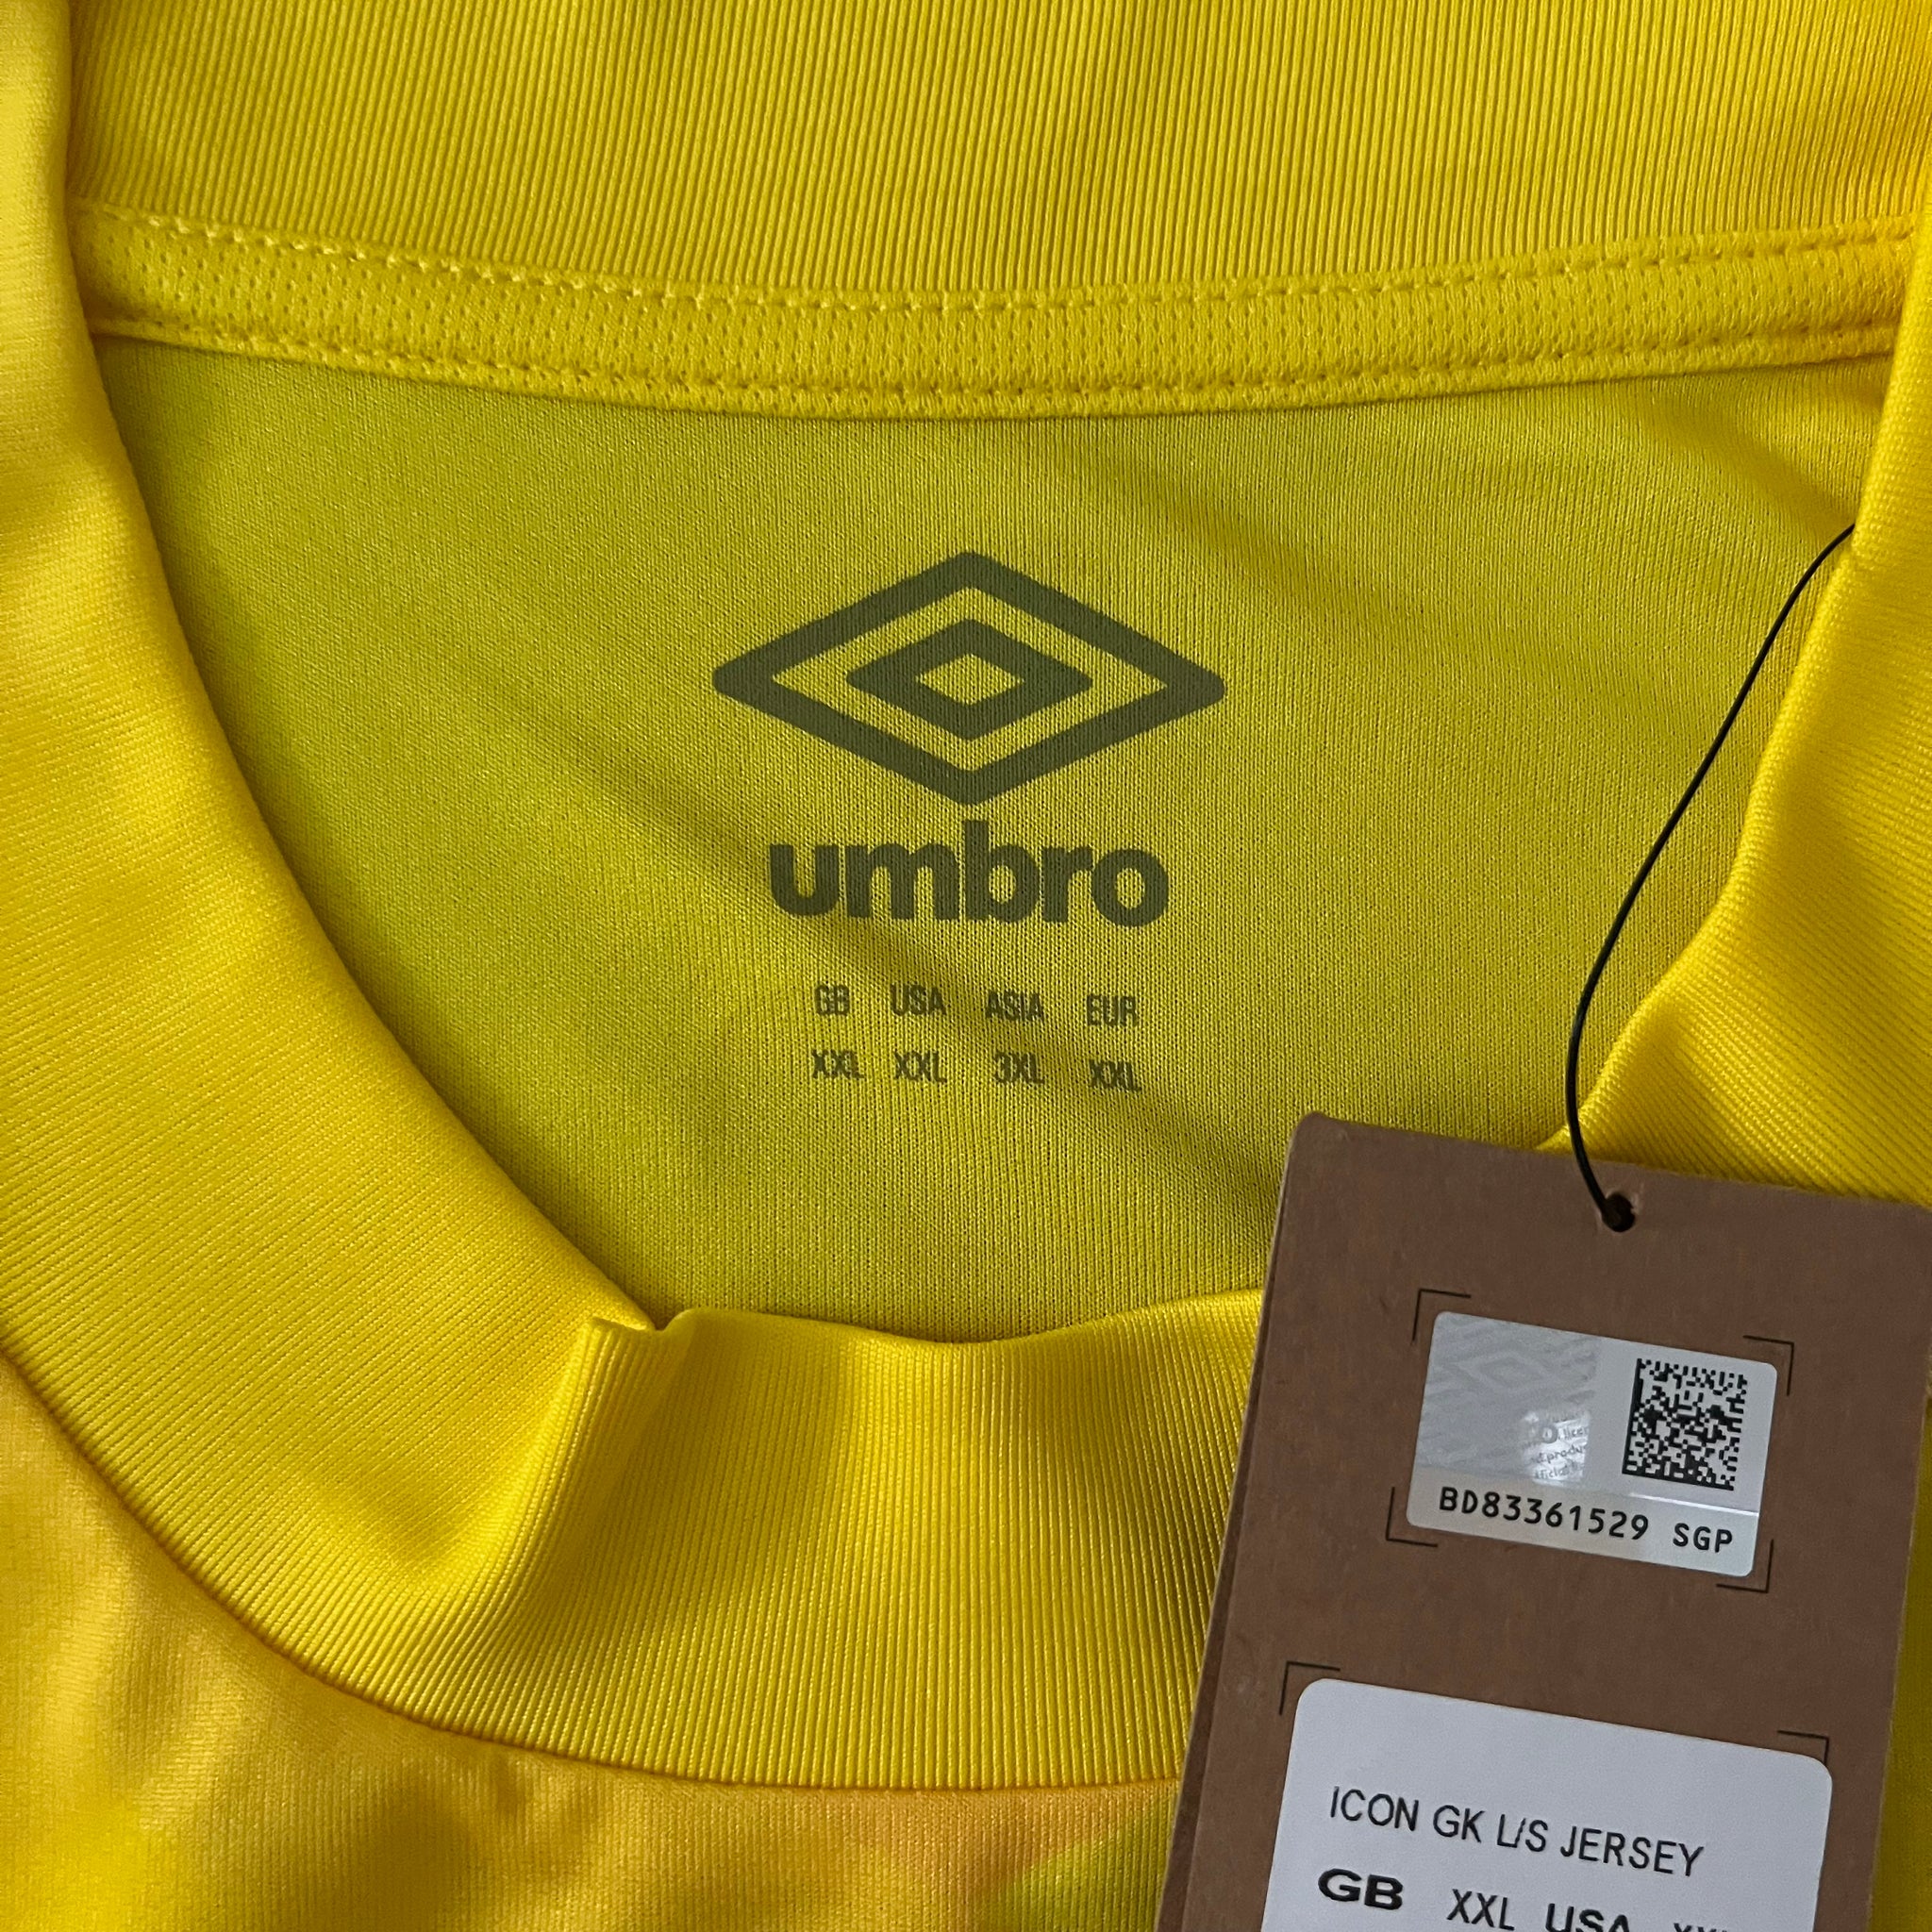 umbro
GB USA ASIA EUR
XXL XXL 3XL XXL
BD83361529 SGP
ICON GK L/S JERSEY
GB XXL USA